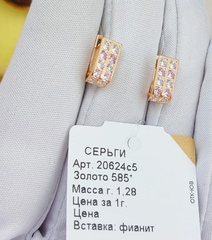 СЕРЬГИ
Арт. 20624с5
Золото 585°
Масса г. 1,28
Цена за 1г.
Цена
Вставка: фианит